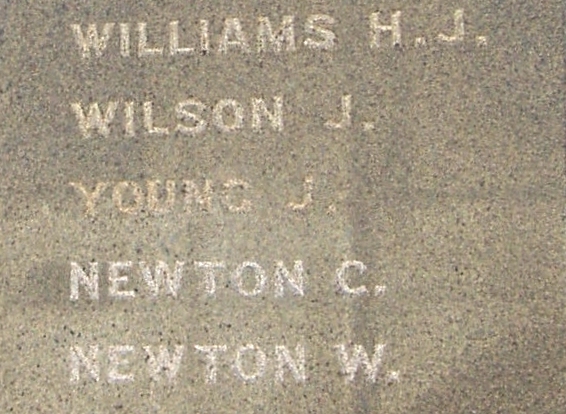 WILLIAMS H.J.
WILSON J.
YOUNG J.
NEWTON C.
NEWTON W.